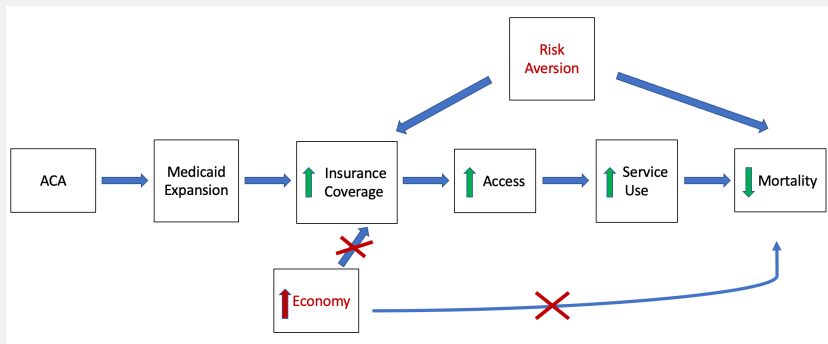 Risk
Aversion
ACA
Medicaid
Expansion
Insurance
Coverage
Access
Service
Use
Mortality
Economy